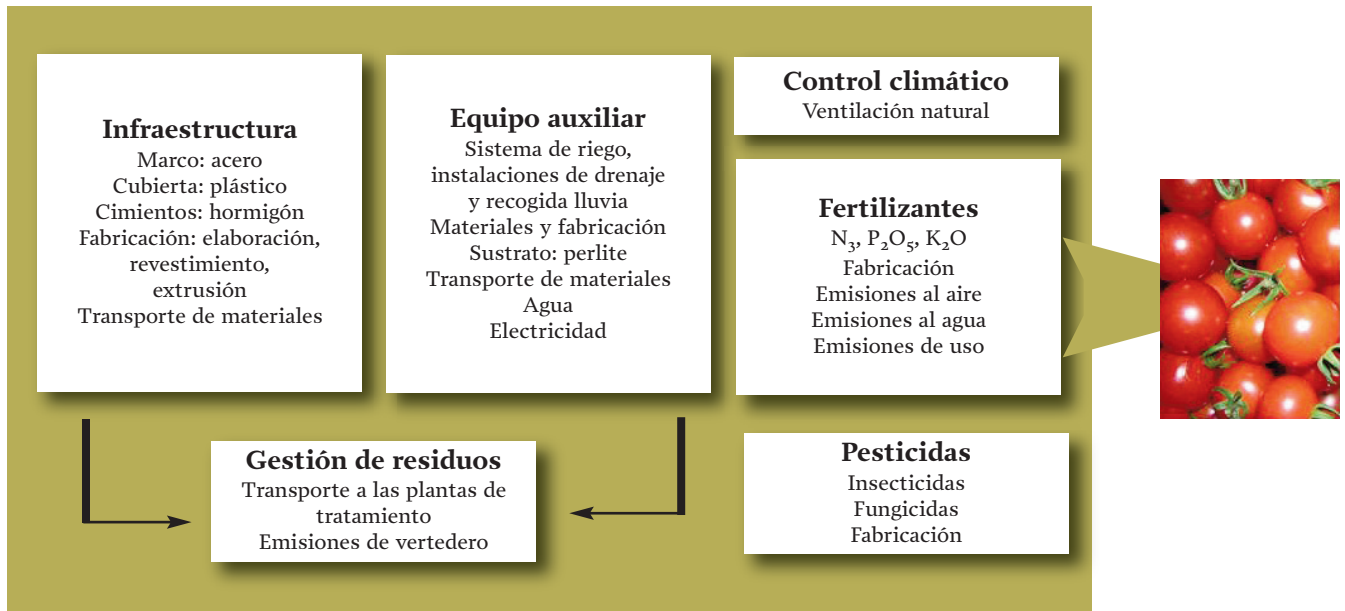 Infraestructura
Marco: acero
Cubierta: plástico
Cimientos: hormigón
Fabricación: elaboración,
revestimiento,
extrusión
Transporte de materiales
Equipo auxiliar
Sistema de riego,
instalaciones de drenaje
y recogida lluvia
Materiales y fabricación
Sustrato: perlite
Transporte de materiales
Agua
Electricidad
Control climático
Ventilación natural
Fertilizantes
N₃, P₂O₅, K₂O
Fabricación
Emisiones al aire
Emisiones al agua
Emisiones de uso
Gestión de residuos
Transporte a las plantas de
tratamiento
Emisiones de vertedero
Pesticidas
Insecticidas
Fungicidas
Fabricación